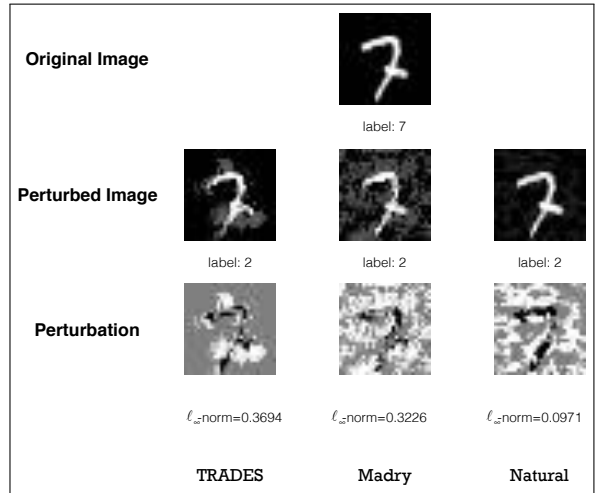 Original Image
label: 7
Perturbed Image
label: 2 label: 2 label: 2
Perturbation
ℓ∞-norm=0.3694 ℓ∞-norm=0.3226 ℓ∞-norm=0.0971
TRADES Madry Natural